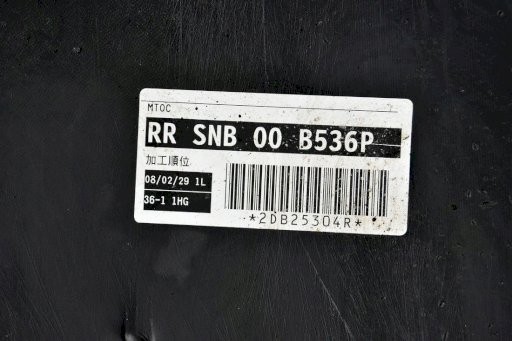 MTOC
RR SNB 00 B536P
加工順位
08/02/29 1L
36-1 1HG
*2DB25304R*